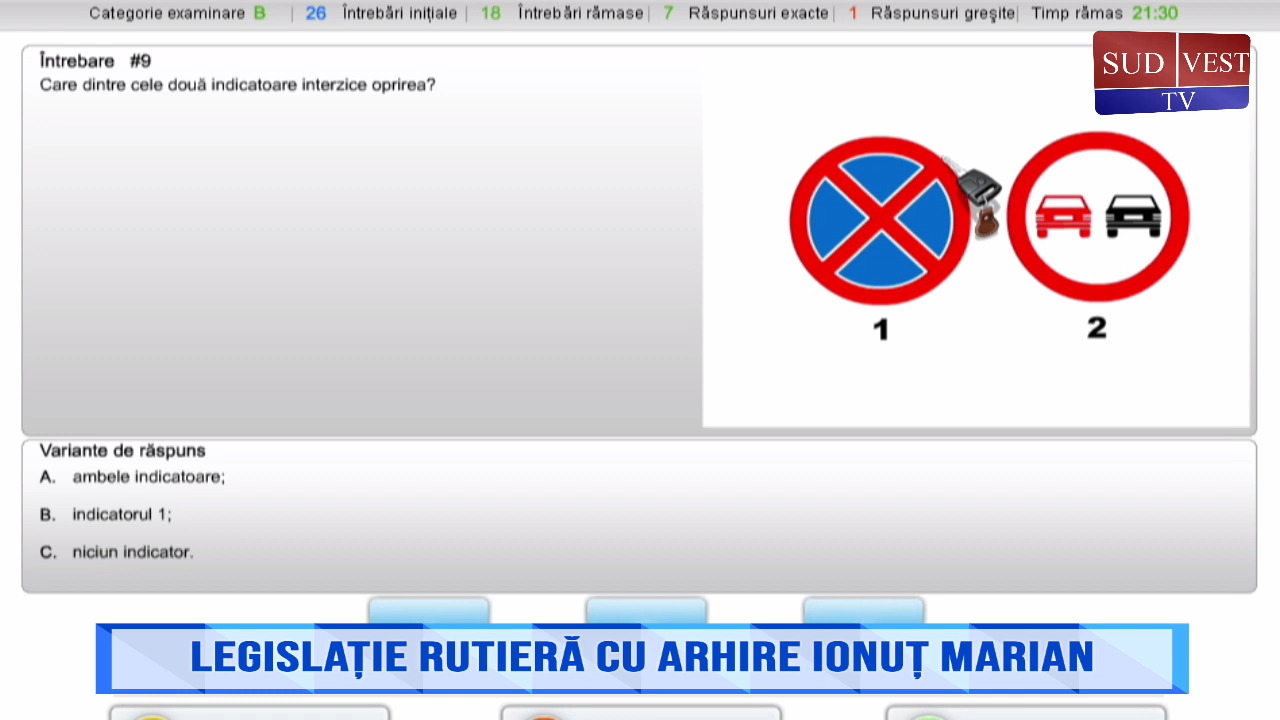 Categorie examinare B | 26 Întrebări inițiale | 18 Întrebări rămase | 7 Răspunsuri exacte | 1 Răspunsuri greșite | Timp rămas 21:30
SUD VEST
TV
Întrebare #9
Care dintre cele două indicatoare interzice oprirea?
1
2
Variante de răspuns
A. ambele indicatoare;
B. indicatorul 1;
C. niciun indicator.
LEGISLAȚIE RUTIERĂ CU ARHIRE IONUȚ MARIAN